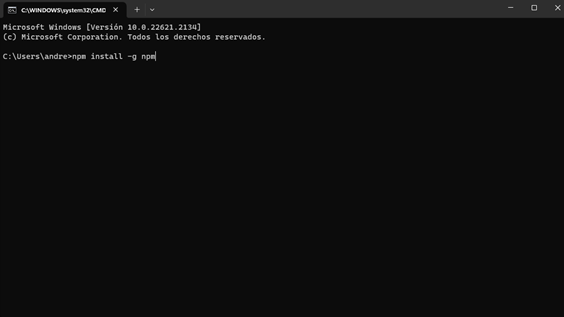 C:\WINDOWS\system32\CMD
Microsoft Windows [Versión 10.0.22621.2134]
(c) Microsoft Corporation. Todos los derechos reservados.
C:\Users\andre>npm install -g npm